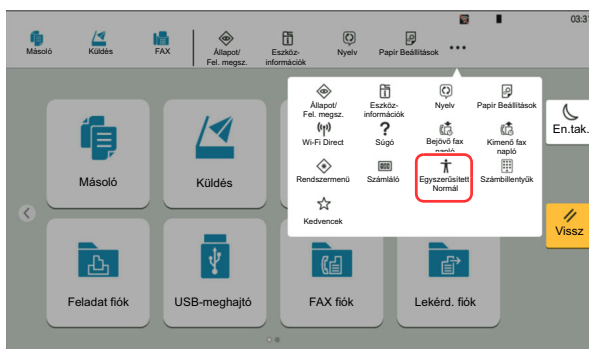 03:31
Másoló
Küldés
FAX
Állapot/
Fel. megsz.
Eszköz-
információk
Nyelv
Papír Beállítások
Állapot/
Fel. megsz.
Eszköz-
információk
Nyelv
Papír Beállítások
Wi-Fi Direct
Súgó
Bejövő fax
napló
Kimenő fax
napló
Rendszermenü
Számláló
Egyszerűsített
Normál
Számbillentyűk
Kedvencek
En.tak.
Vissz
Másoló
Küldés
Feladat fiók
USB-meghajtó
FAX fiók
Lekérd. fiók